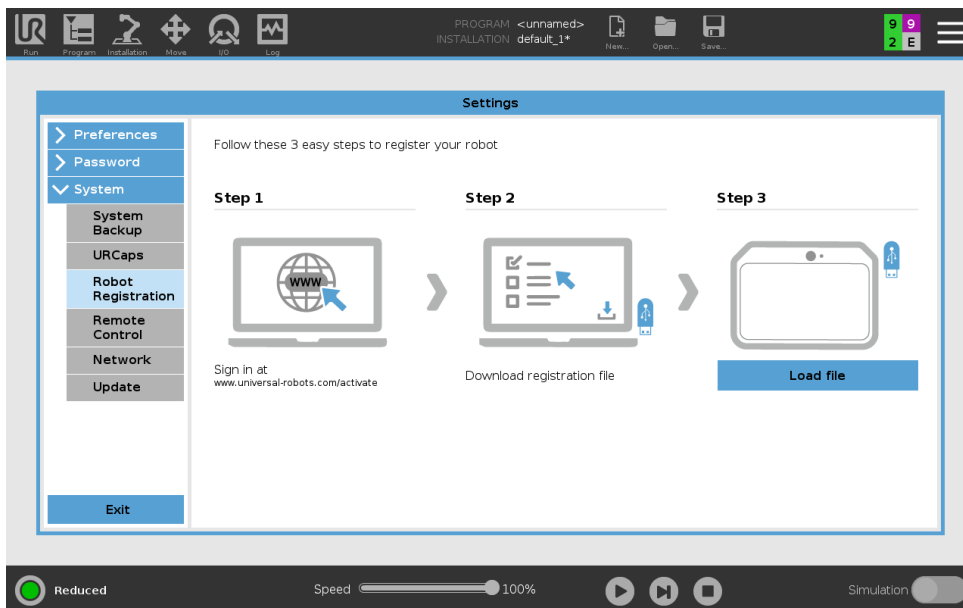 UR
PROGRAM <unnamed>
INSTALLATION default_1*
Run
Program
Installation
Move
I/O
Log
New...
Open...
Save...
9 9
2 E
Settings
Preferences
Password
System
System
Backup
URCaps
Robot
Registration
Remote
Control
Network
Update
Exit
Follow these 3 easy steps to register your robot
Step 1
Step 2
Step 3
WWW
Sign in at
www.universal-robots.com/activate
Download registration file
Load file
Reduced
Speed
100%
Simulation